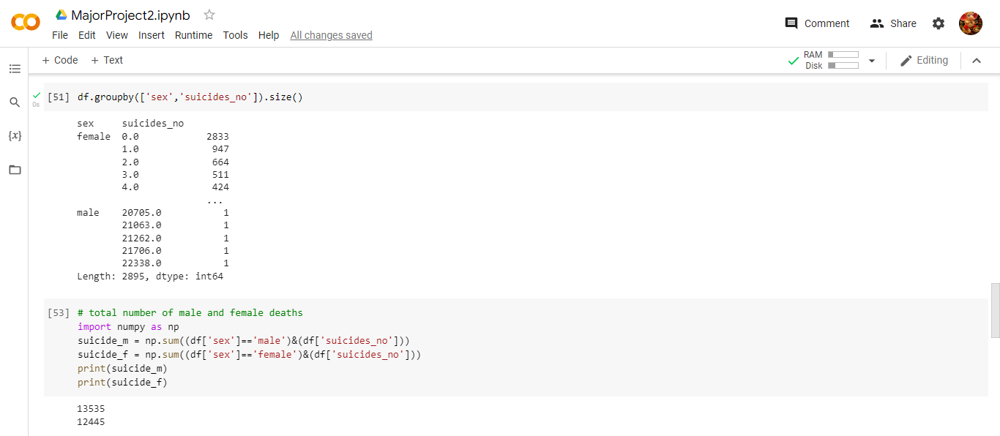 MajorProject2.ipynb
File Edit View Insert Runtime Tools Help All changes saved
Comment Share
+ Code + Text
RAM
Disk
Editing
{x}
0s
[51] df.groupby(['sex','suicides_no']).size()
sex suicides_no
female 0.0 2833
1.0 947
2.0 664
3.0 511
4.0 424
...
male 20705.0 1
21063.0 1
21262.0 1
21706.0 1
22338.0 1
Length: 2895, dtype: int64
[53] # total number of male and female deaths
import numpy as np
suicide_m = np.sum((df['sex']=='male')&(df['suicides_no']))
suicide_f = np.sum((df['sex']=='female')&(df['suicides_no']))
print(suicide_m)
print(suicide_f)
13535
12445